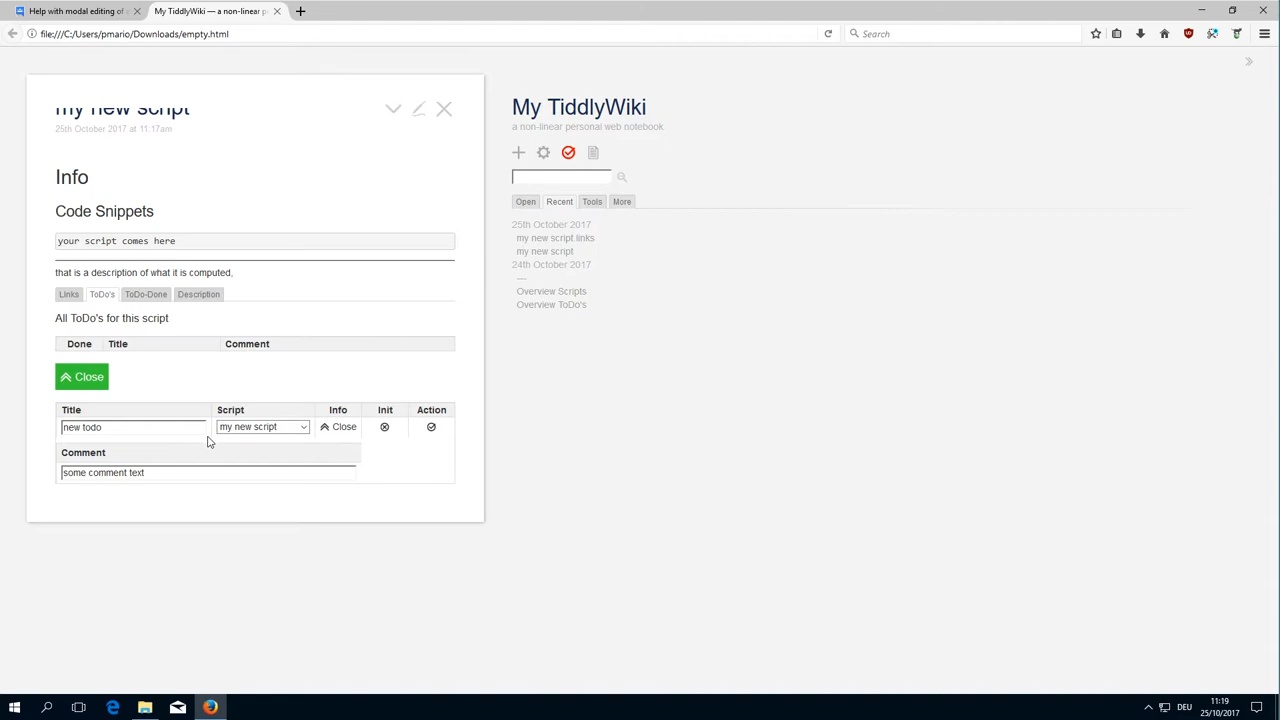 Help with modal editing of a
My TiddlyWiki — a non-linear p
file:///C:/Users/pmario/Downloads/empty.html
Search
my new script
25th October 2017 at 11:17am
Info
Code Snippets
your script comes here
that is a description of what it is computed,
Links ToDo's ToDo-Done Description
All ToDo's for this script
Done Title Comment
Close
Title Script Info Init Action
new todo my new script Close
Comment
some comment text
My TiddlyWiki
a non-linear personal web notebook
Open Recent Tools More
25th October 2017
my new script.links
my new script
24th October 2017
---
Overview Scripts
Overview ToDo's
DEU
11:19
25/10/2017